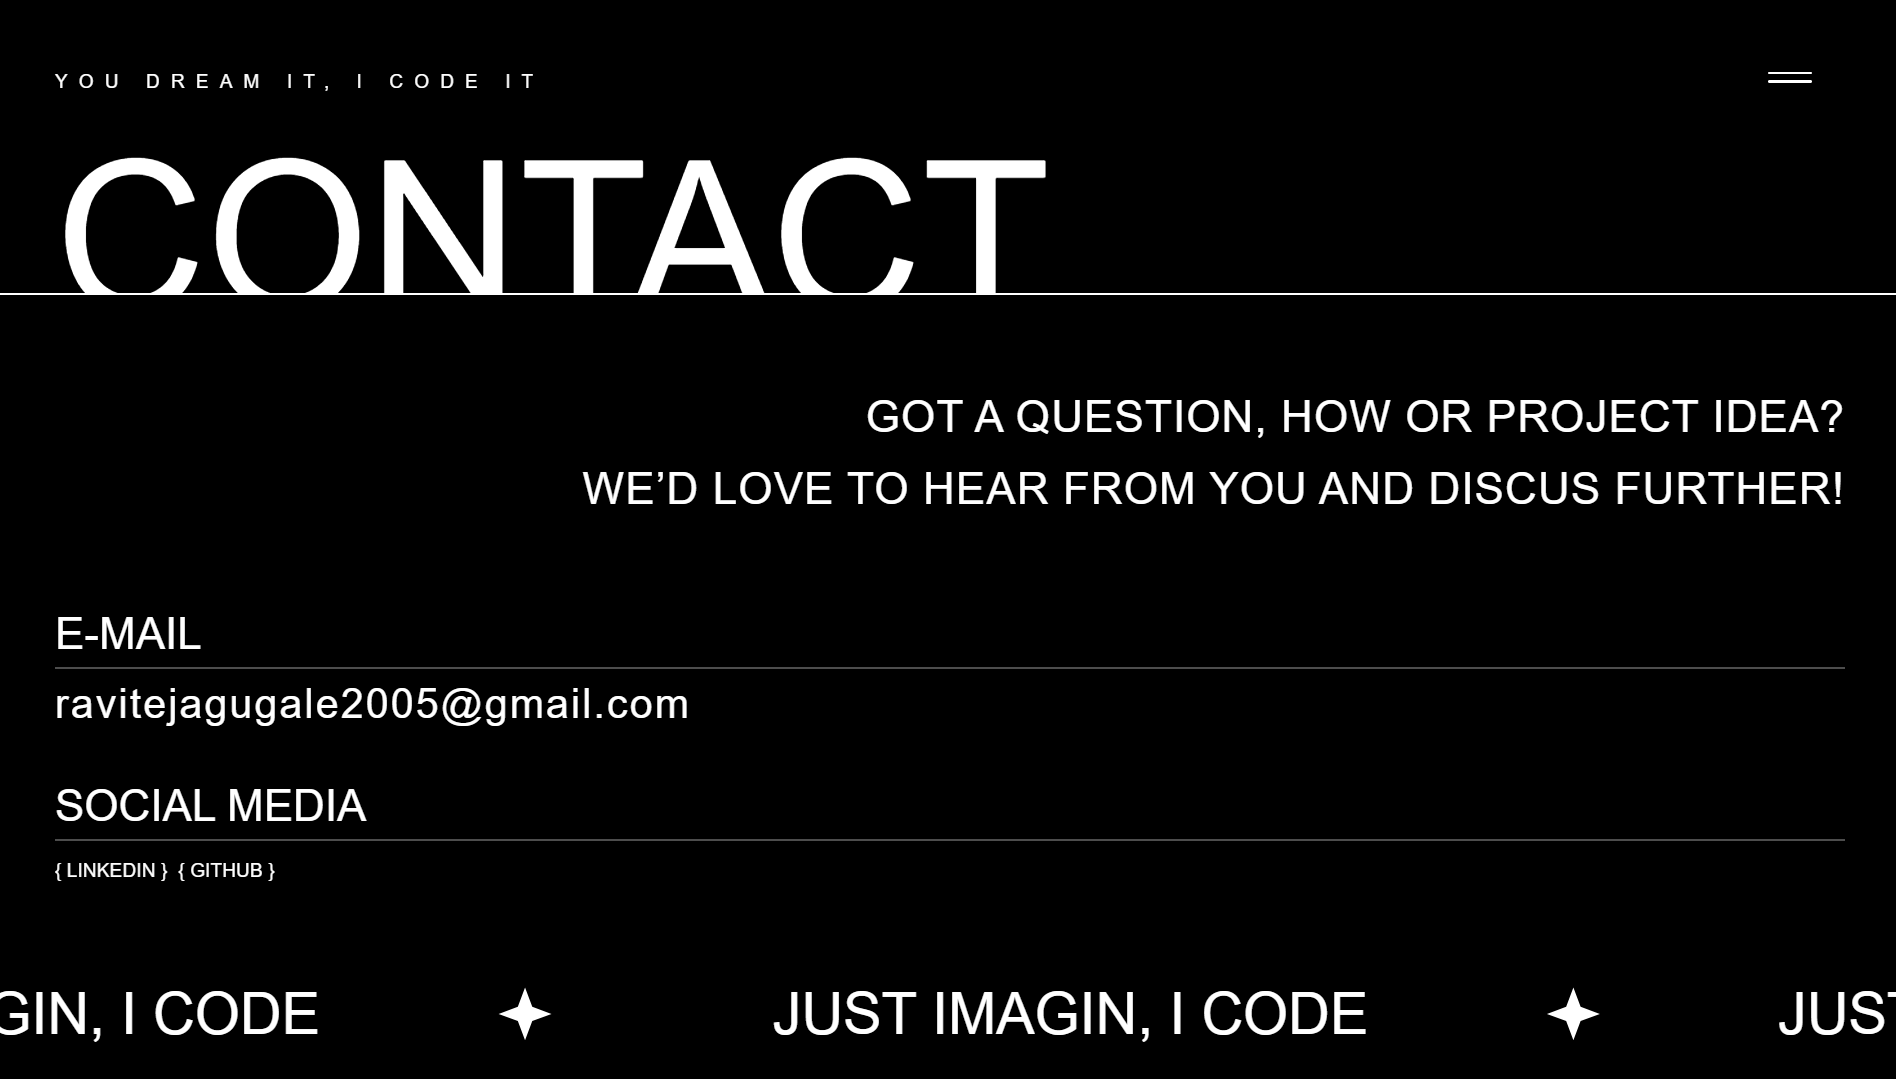 YOU DREAM IT, I CODE IT
CONTACT
GOT A QUESTION, HOW OR PROJECT IDEA?
WE’D LOVE TO HEAR FROM YOU AND DISCUS FURTHER!
E-MAIL
ravitejagugale2005@gmail.com
SOCIAL MEDIA
{ LINKEDIN } { GITHUB }
GIN, I CODE JUST IMAGIN, I CODE JUS